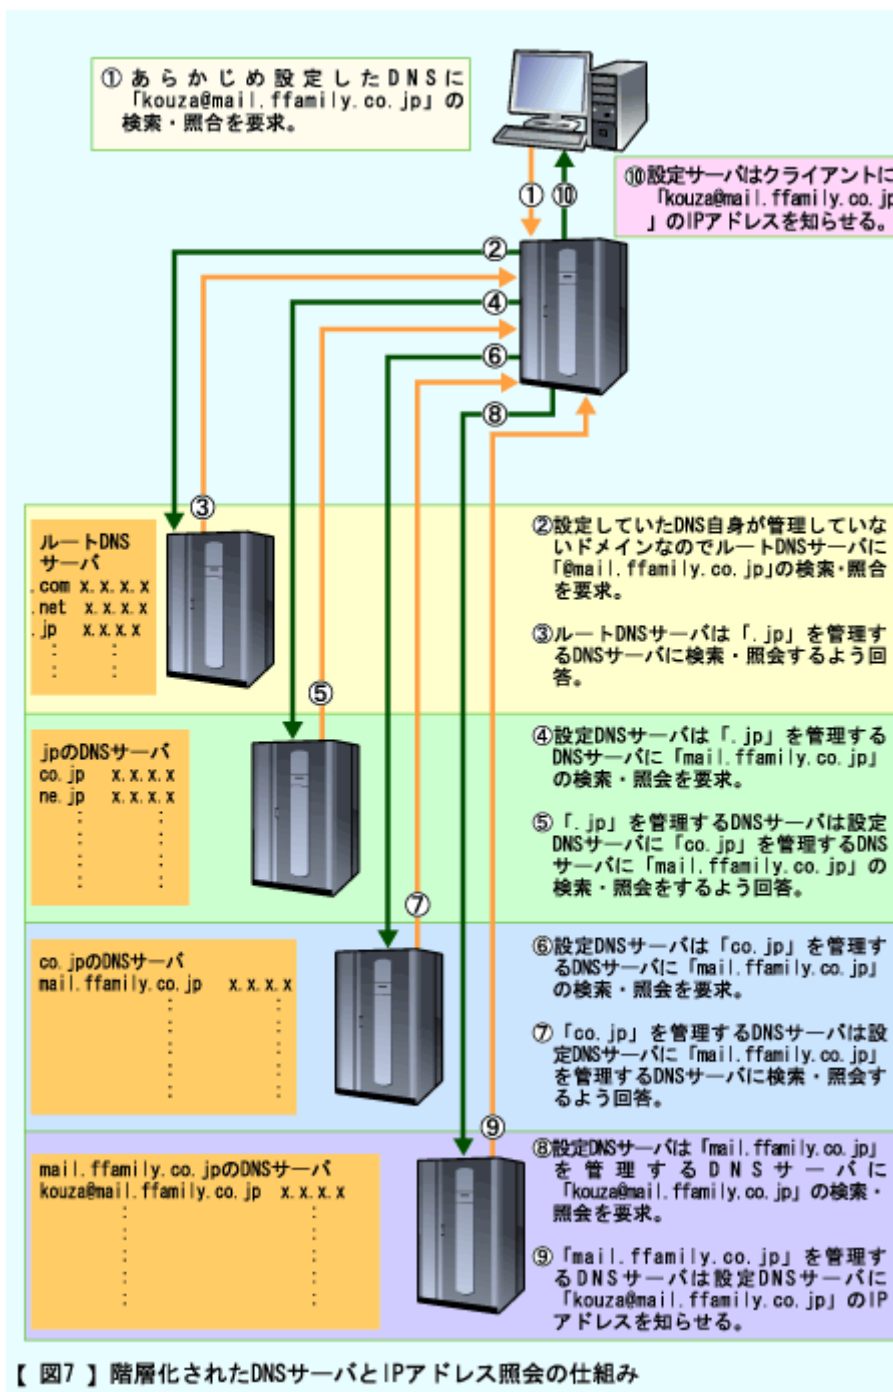 ①あらかじめ設定したDNSに
「kouza@mail.ffamily.co.jp」の
検索・照合を要求。
⑩設定サーバはクライアントに
「kouza@mail.ffamily.co.jp
」のIPアドレスを知らせる。
①
⑩
②
④
⑥
⑧
③
ルートDNS
サーバ
.com x.x.x.x
.net x.x.x.x
.jp x.x.x.x
: :
: :
②設定していたDNS自身が管理していな
いドメインなのでルートDNSサーバに
「@mail.ffamily.co.jp」の検索・照合
を要求。
③ルートDNSサーバは「.jp」を管理す
るDNSサーバに検索・照会するよう回
答。
⑤
jpのDNSサーバ
co.jp x.x.x.x
ne.jp x.x.x.x
: :
: :
: :
: :
: :
④設定DNSサーバは「.jp」を管理する
DNSサーバに「mail.ffamily.co.jp」
の検索・照会を要求。
⑤「.jp」を管理するDNSサーバは設定
DNSサーバに「co.jp」を管理するDNS
サーバに「mail.ffamily.co.jp」の
検索・照会をするよう回答。
⑦
co.jpのDNSサーバ
mail.ffamily.co.jp x.x.x.x
: :
: :
: :
: :
: :
⑥設定DNSサーバは「co.jp」を管理す
るDNSサーバに「mail.ffamily.co.jp」
の検索・照会を要求。
⑦「co.jp」を管理するDNSサーバは設
定DNSサーバに「mail.ffamily.co.jp」
を管理するDNSサーバに検索・照会す
るよう回答。
⑨
mail.ffamily.co.jpのDNSサーバ
kouza@mail.ffamily.co.jp x.x.x.x
: :
: :
: :
: :
: :
⑧設定DNSサーバは「mail.ffamily.co.jp」
を管理するDNSサーバに
「kouza@mail.ffamily.co.jp」の検索・
照会を要求。
⑨「mail.ffamily.co.jp」を管理す
るDNSサーバは設定DNSサーバに
「kouza@mail.ffamily.co.jp」のIP
アドレスを知らせる。
【 図7 】階層化されたDNSサーバとIPアドレス照会の仕組み